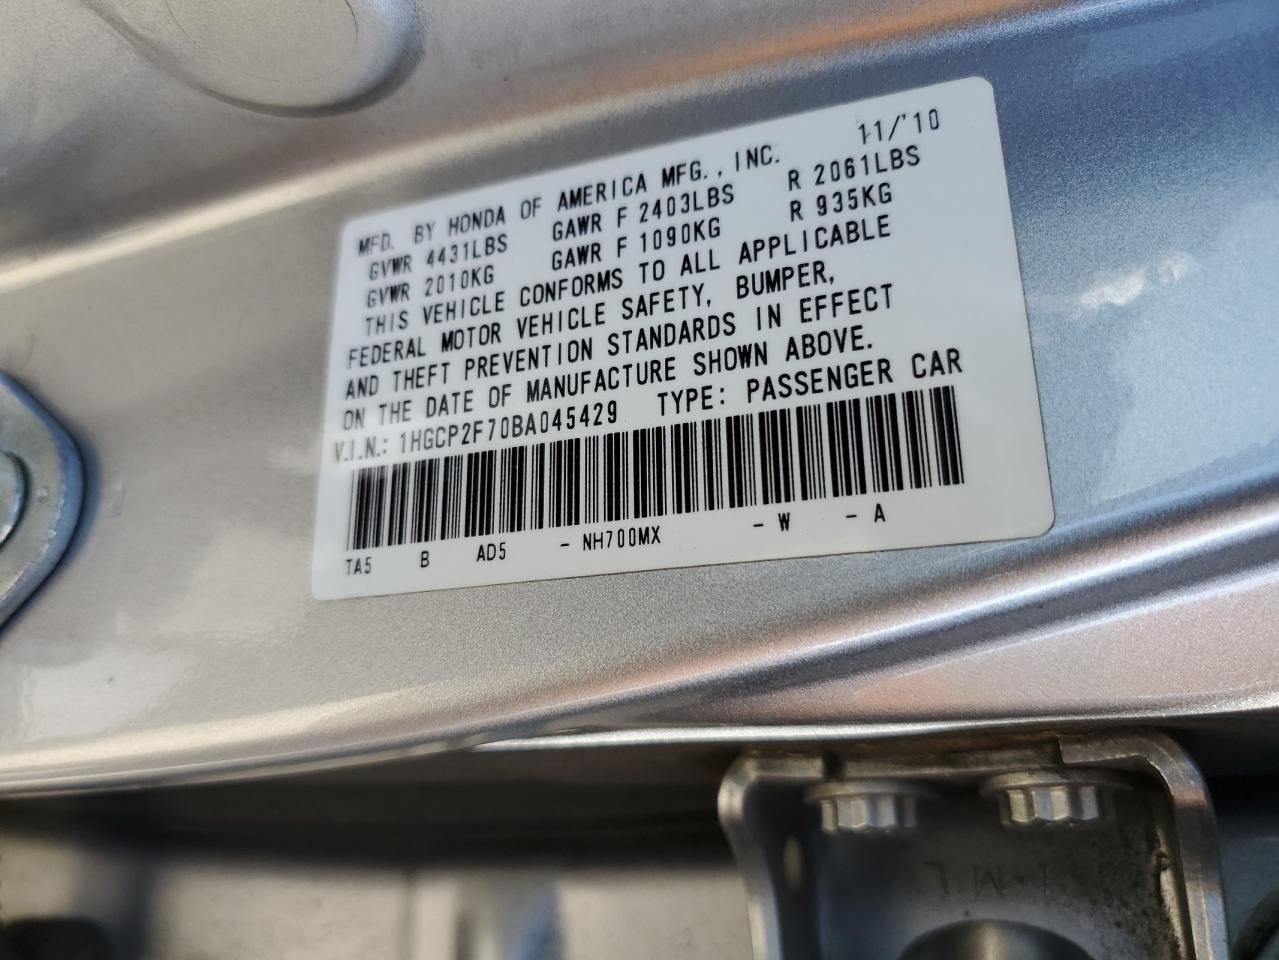 MFD. BY HONDA OF AMERICA MFG., INC. 11/'10
GVWR 4431LBS GAWR F 2403LBS R 2061LBS
GVWR 2010KG GAWR F 1090KG R 935KG
THIS VEHICLE CONFORMS TO ALL APPLICABLE
FEDERAL MOTOR VEHICLE SAFETY, BUMPER,
AND THEFT PREVENTION STANDARDS IN EFFECT
ON THE DATE OF MANUFACTURE SHOWN ABOVE.
V.I.N.: 1HGCP2F70BA045429 TYPE: PASSENGER CAR
TA5 B AD5 - NH700MX - W - A